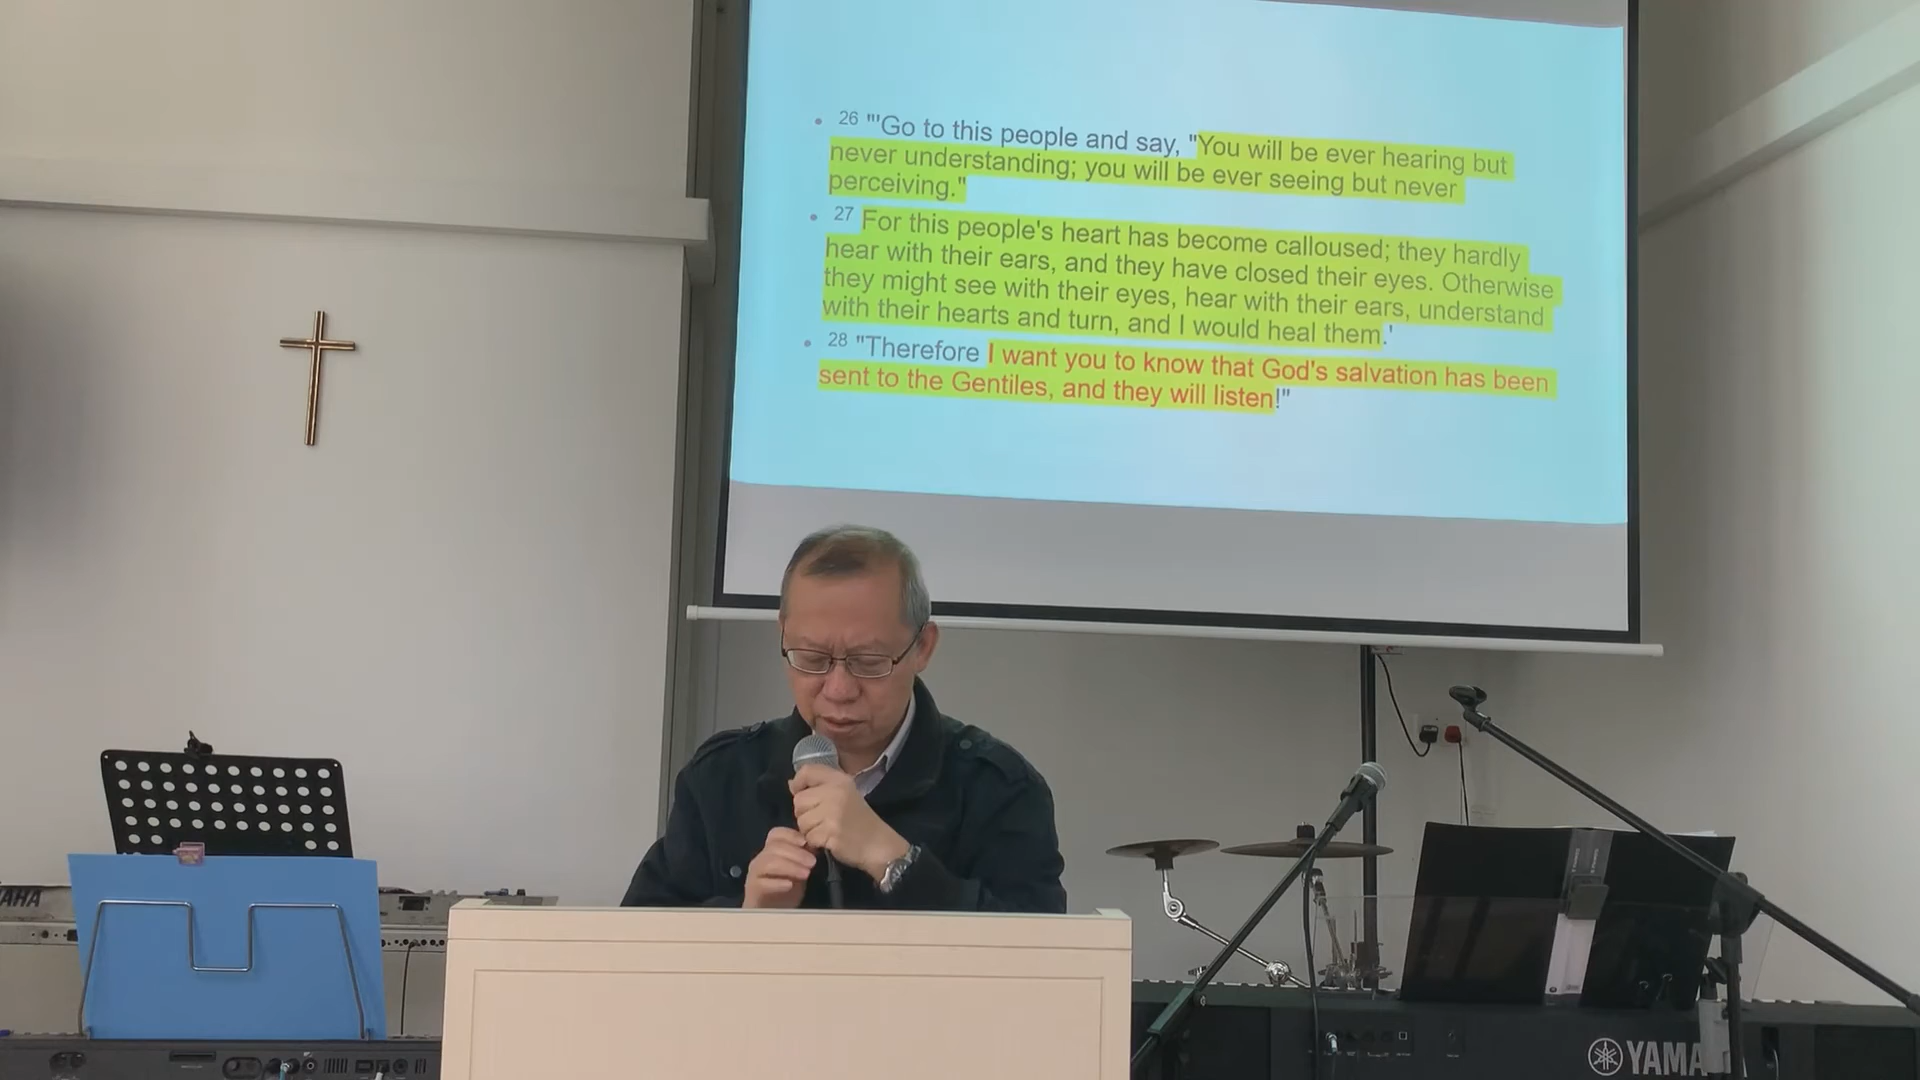 • 26 "'Go to this people and say, "You will be ever hearing but
never understanding; you will be ever seeing but never
perceiving."
• 27 For this people's heart has become calloused; they hardly
hear with their ears, and they have closed their eyes. Otherwise
they might see with their eyes, hear with their ears, understand
with their hearts and turn, and I would heal them.'
• 28 "Therefore I want you to know that God's salvation has been
sent to the Gentiles, and they will listen!"
AHA
YAMA